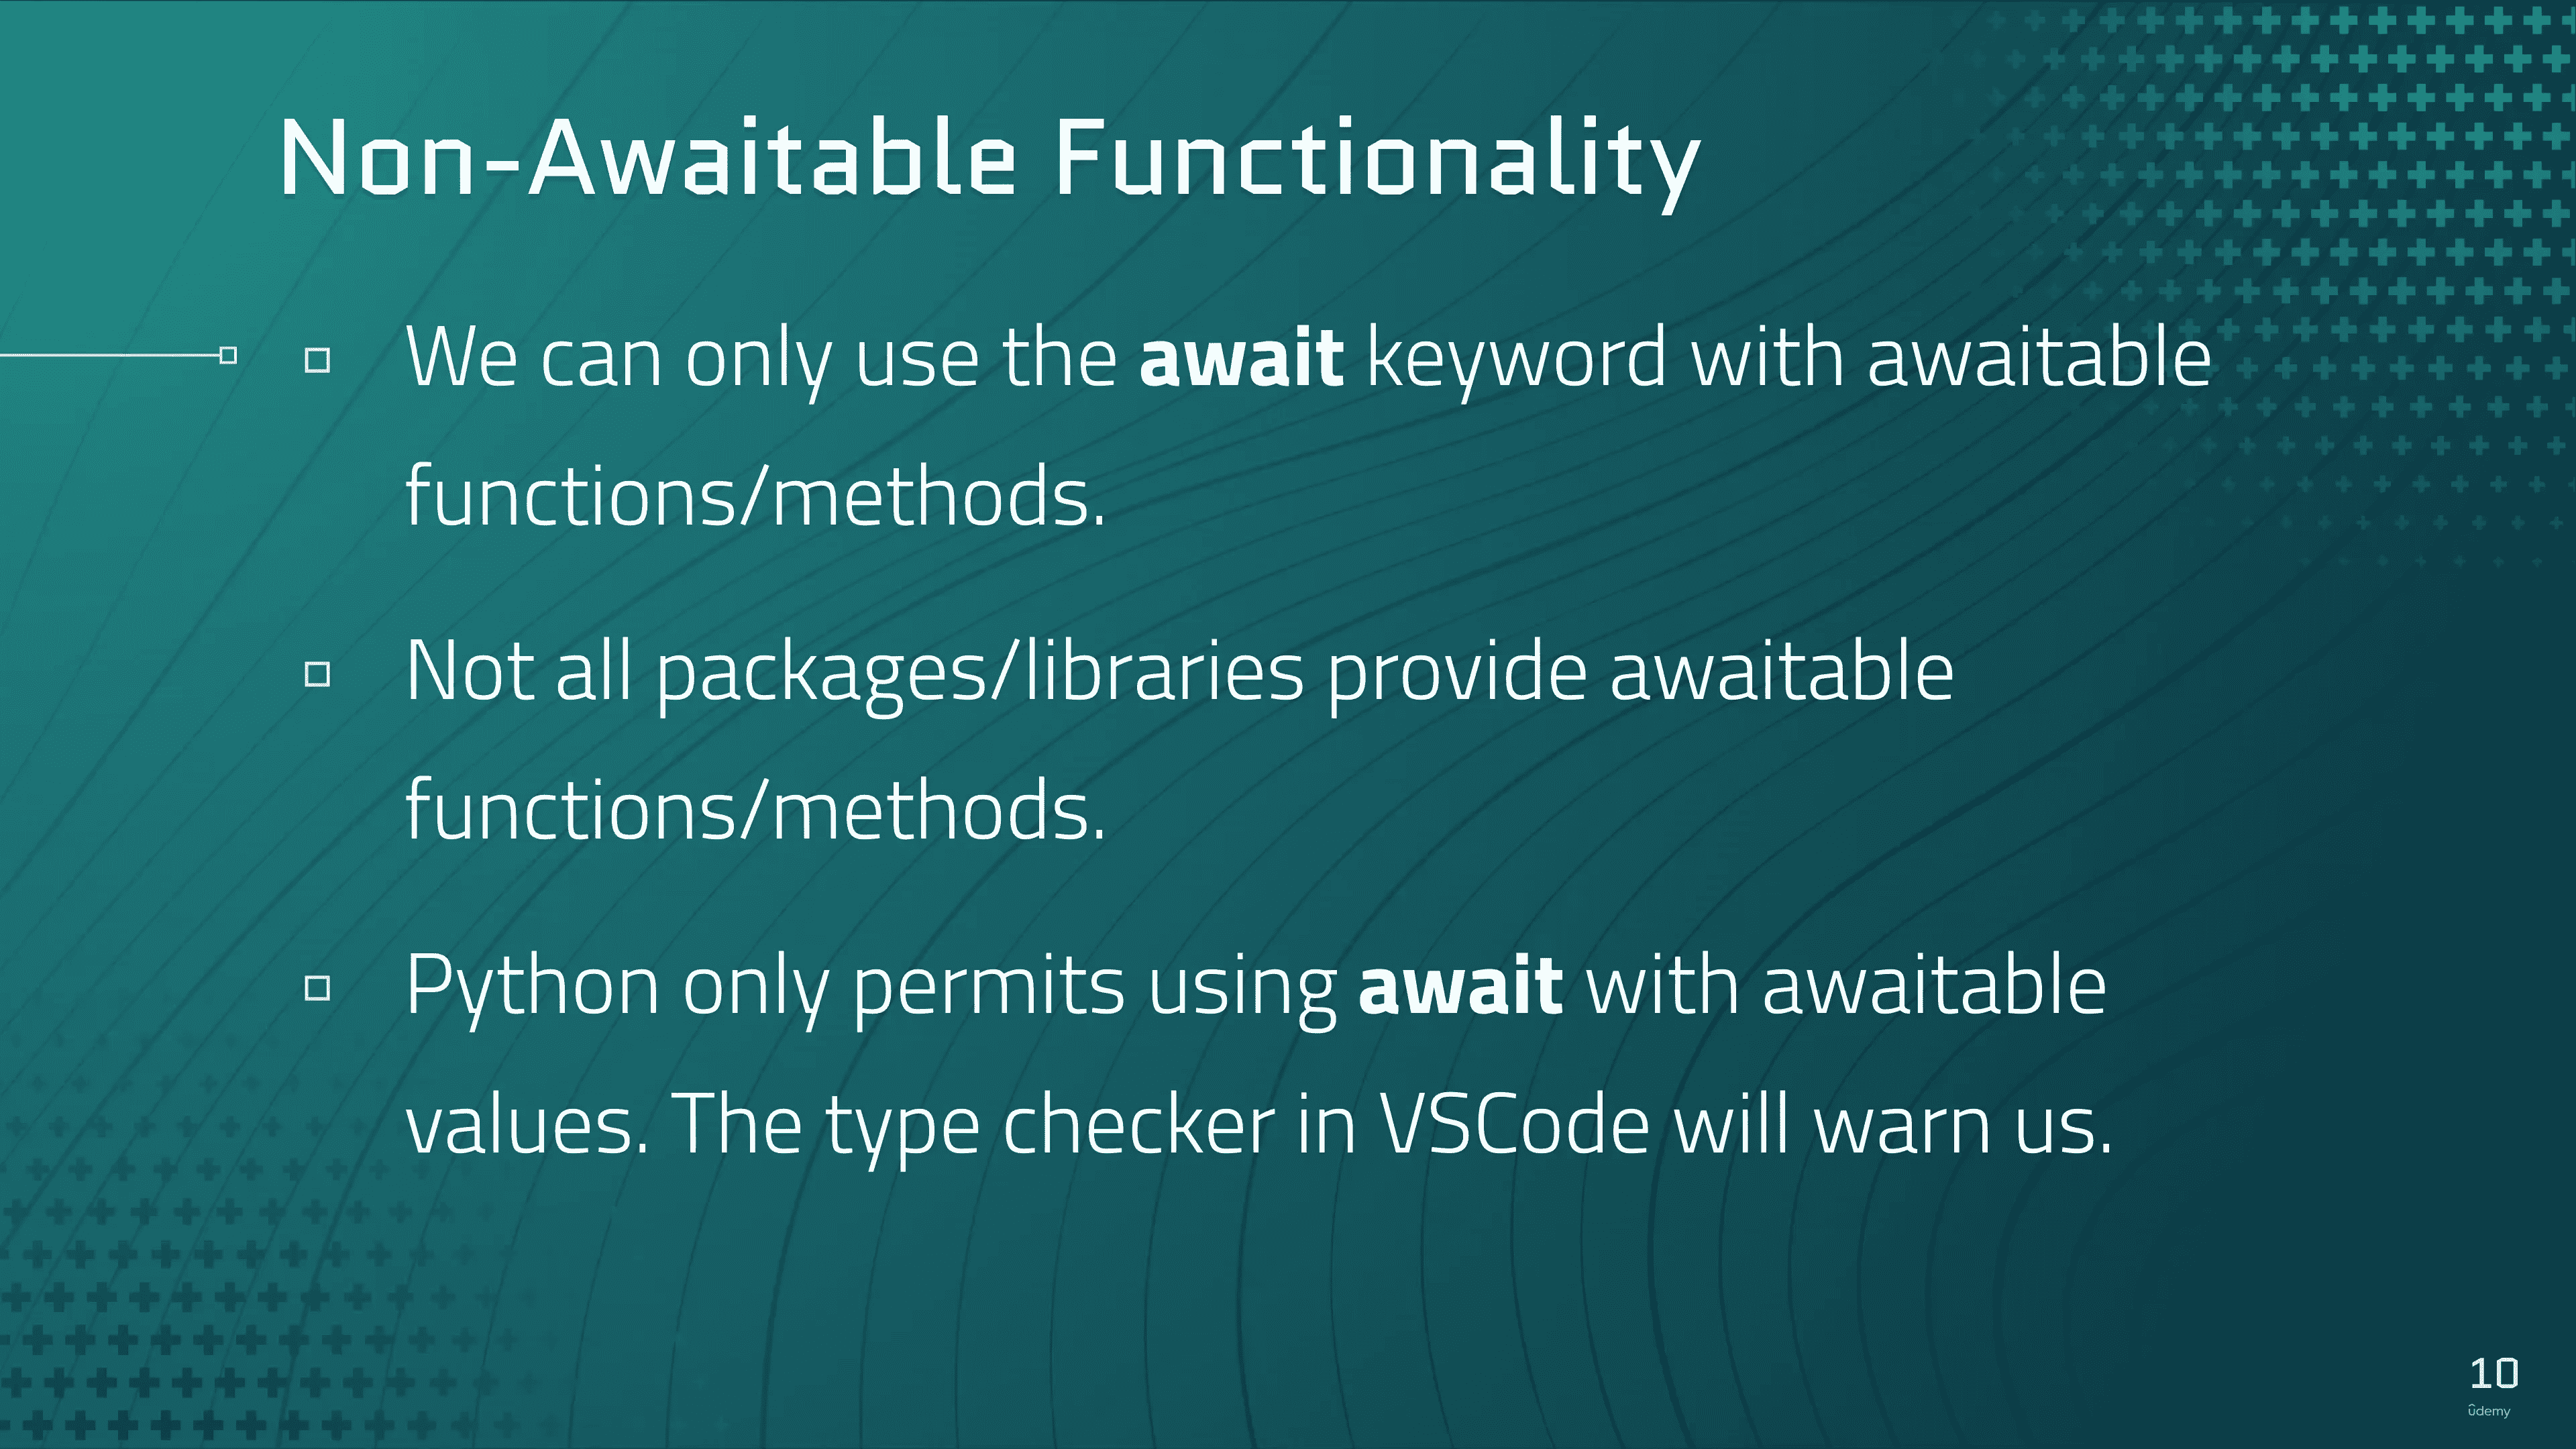 Non-Awaitable Functionality
We can only use the await keyword with awaitable
functions/methods.
Not all packages/libraries provide awaitable
functions/methods.
Python only permits using await with awaitable
values. The type checker in VSCode will warn us.
10
ûdemy